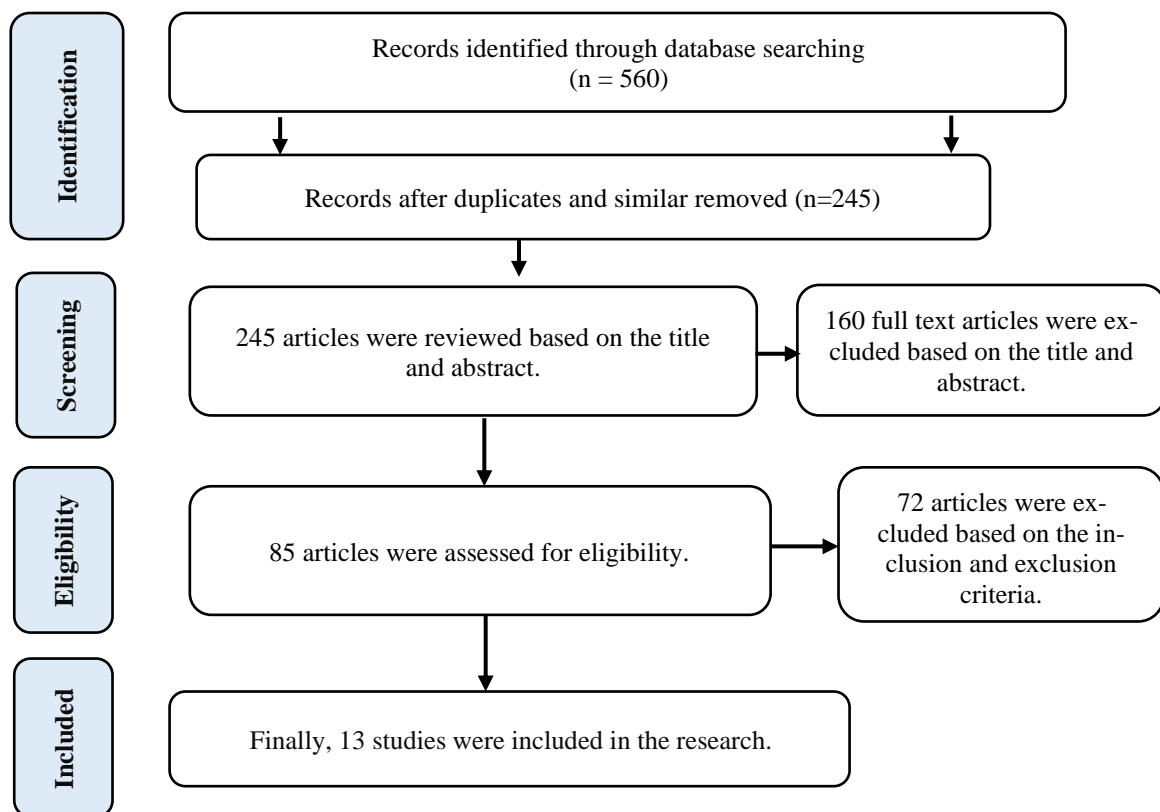 Identification
Records identified through database searching
(n = 560)
Records after duplicates and similar removed (n=245)
Screening
245 articles were reviewed based on the title
and abstract.
160 full text articles were ex-
cluded based on the title and
abstract.
Eligibility
85 articles were assessed for eligibility.
72 articles were ex-
cluded based on the in-
clusion and exclusion
criteria.
Included
Finally, 13 studies were included in the research.